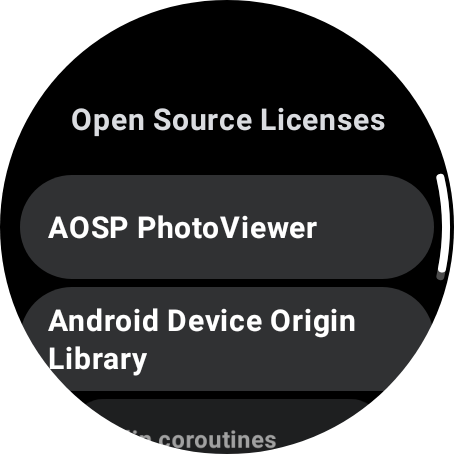 Open Source Licenses
AOSP PhotoViewer
Android Device Origin
Library
coroutines